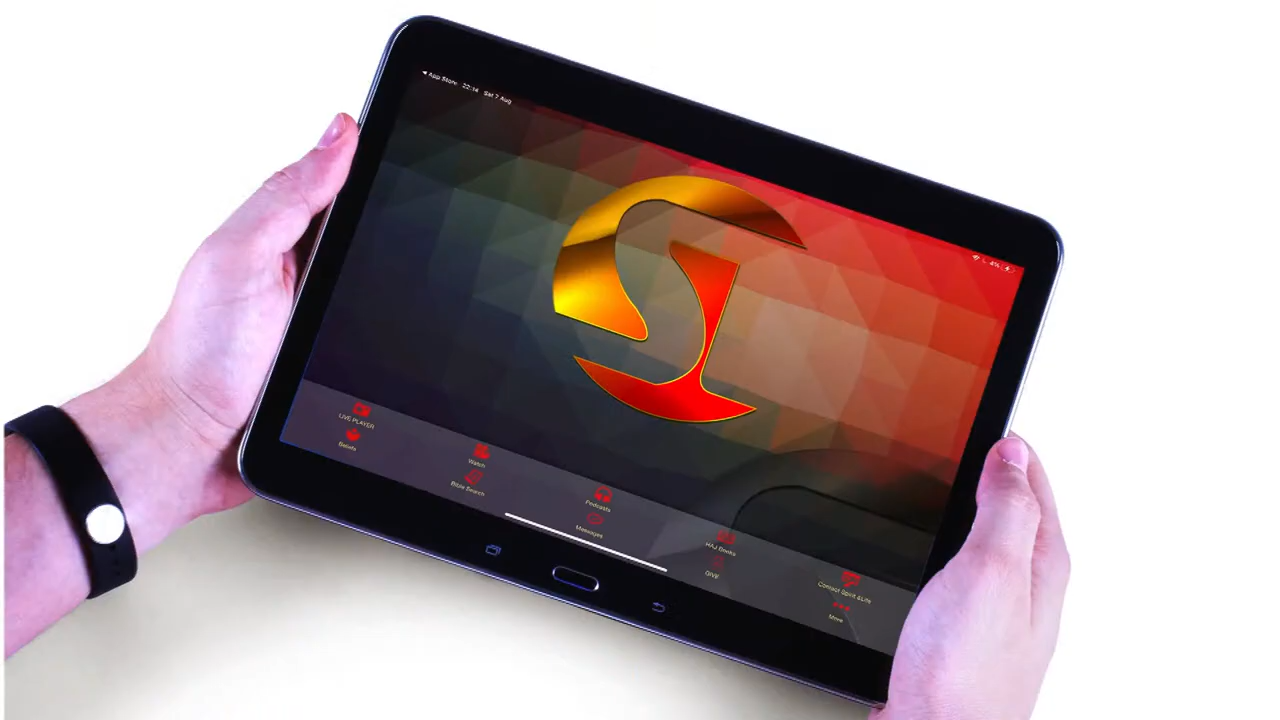 ◀ App Store 22:14 Sat 7 Aug
LIVE PLAYER
Beliefs
Watch
Bible Search
Podcasts
Messages
RAJ Books
GIVE
Contact Spirit &Life
More